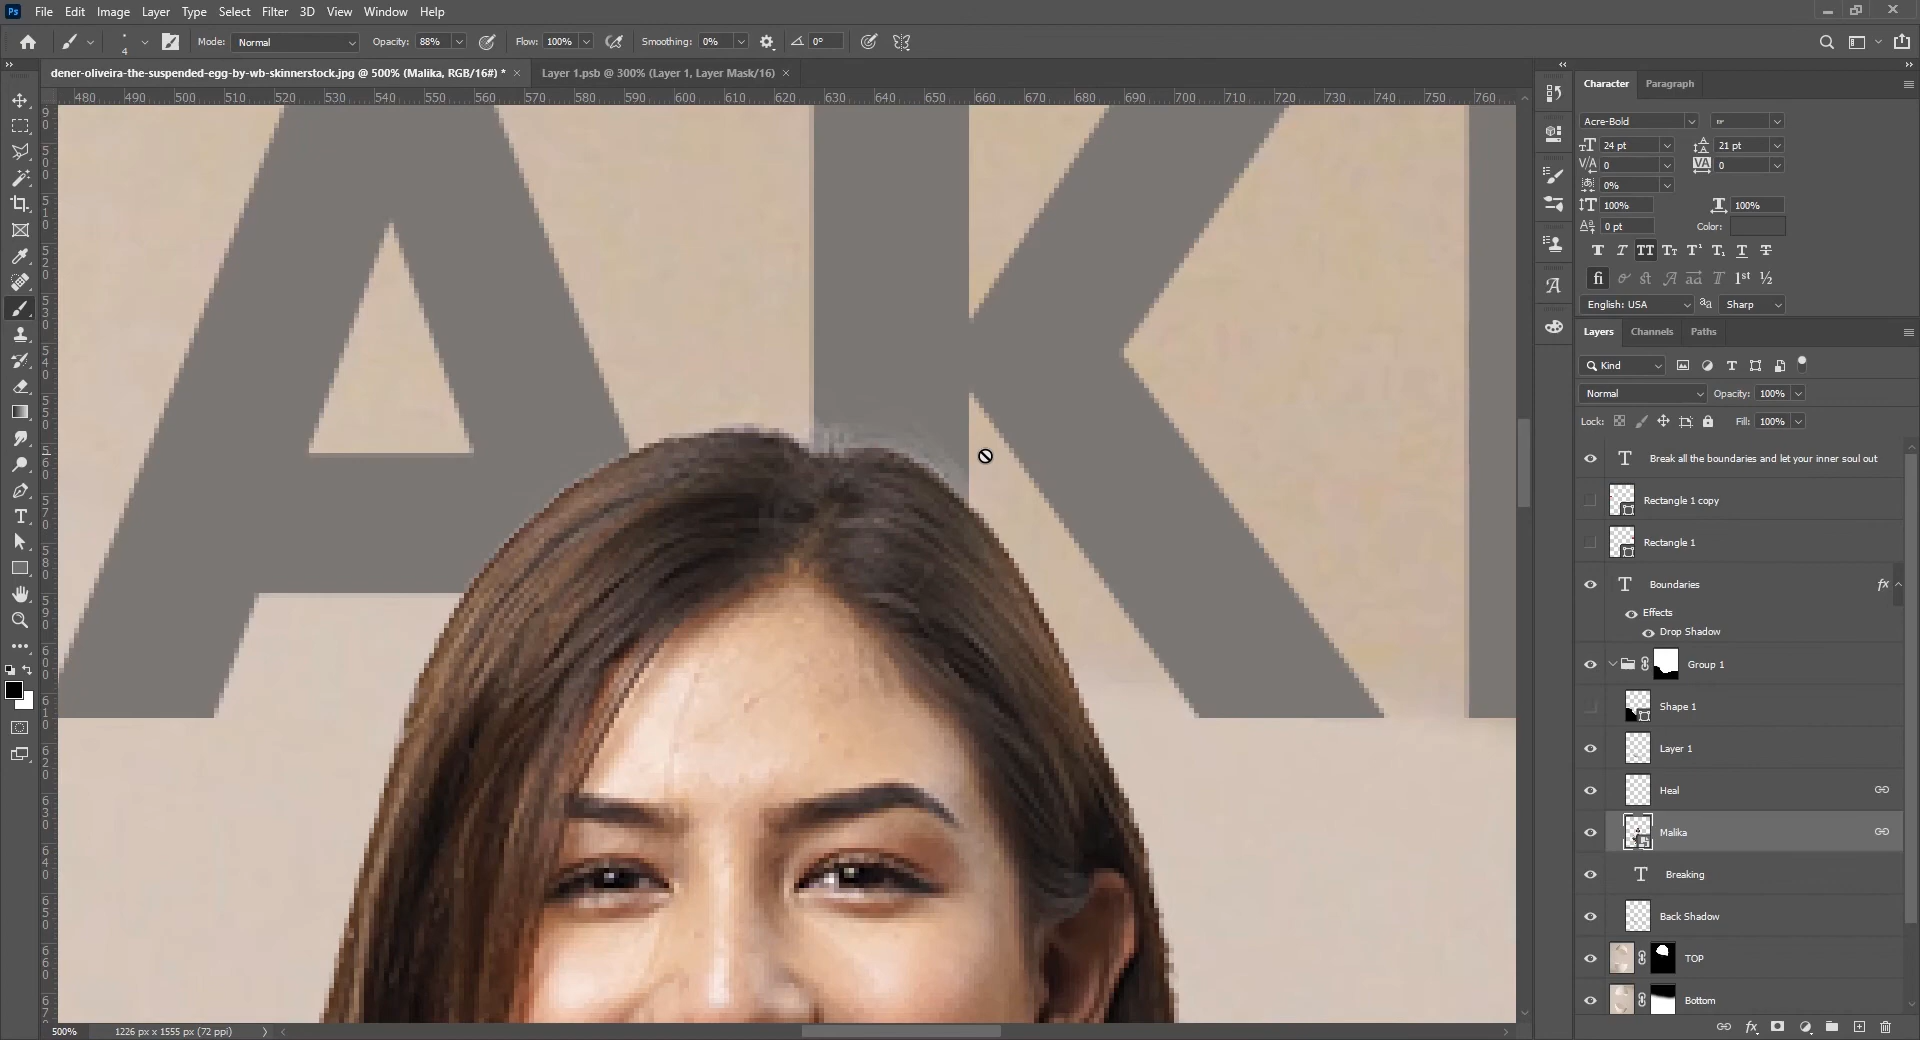 Ps File Edit Image Layer Type Select Filter 3D View Window Help
4 Mode: Normal Opacity: 88% Flow: 100% Smoothing: 0% 0°
dener-oliveira-the-suspended-egg-by-wb-skinnerstock.jpg @ 500% (Malika, RGB/16#) * × Layer 1.psb @ 300% (Layer 1, Layer Mask/16) ×
480 490 500 510 520 530 540 550 560 570 580 590 600 610 620 630 640 650 660 670 680 690 700 710 720 730 740 750 760
AK
Character Paragraph
Acre-Bold
24 pt 21 pt
0 0
0%
100% 100%
0 pt Color:
English: USA Sharp
Layers Channels Paths
Kind
Normal Opacity: 100%
Lock: Fill: 100%
Break all the boundaries and let your inner soul out
Rectangle 1 copy
Rectangle 1
Boundaries fx
Effects
Drop Shadow
Group 1
Shape 1
Layer 1
Heal
Malika
Breaking
Back Shadow
TOP
Bottom
500% 1226 px x 1555 px (72 ppi)